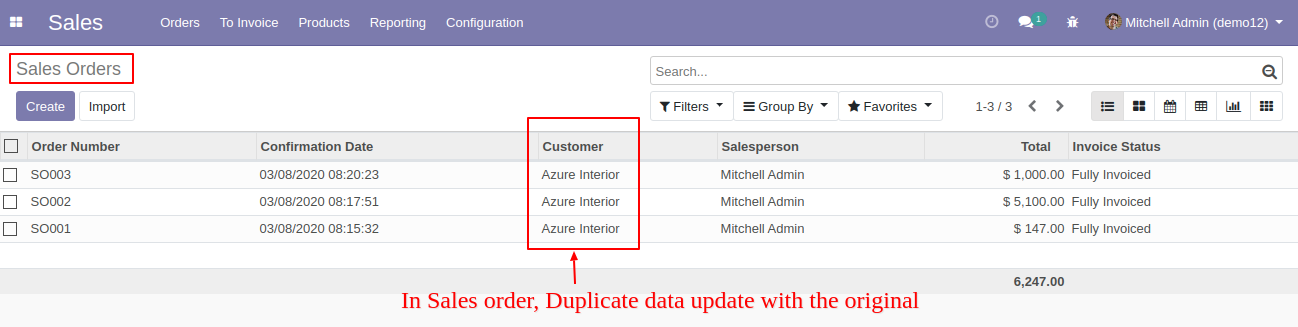 Sales Orders To Invoice Products Reporting Configuration 1 Mitchell Admin (demo12)
Sales Orders
Search...
Create Import Filters Group By Favorites 1-3 / 3
Order Number Confirmation Date Customer Salesperson Total Invoice Status
SO003 03/08/2020 08:20:23 Azure Interior Mitchell Admin $ 1,000.00 Fully Invoiced
SO002 03/08/2020 08:17:51 Azure Interior Mitchell Admin $ 5,100.00 Fully Invoiced
SO001 03/08/2020 08:15:32 Azure Interior Mitchell Admin $ 147.00 Fully Invoiced
6,247.00
In Sales order, Duplicate data update with the original